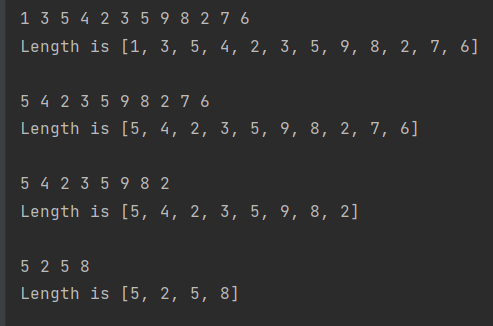 1 3 5 4 2 3 5 9 8 2 7 6
Length is [1, 3, 5, 4, 2, 3, 5, 9, 8, 2, 7, 6]
5 4 2 3 5 9 8 2 7 6
Length is [5, 4, 2, 3, 5, 9, 8, 2, 7, 6]
5 4 2 3 5 9 8 2
Length is [5, 4, 2, 3, 5, 9, 8, 2]
5 2 5 8
Length is [5, 2, 5, 8]